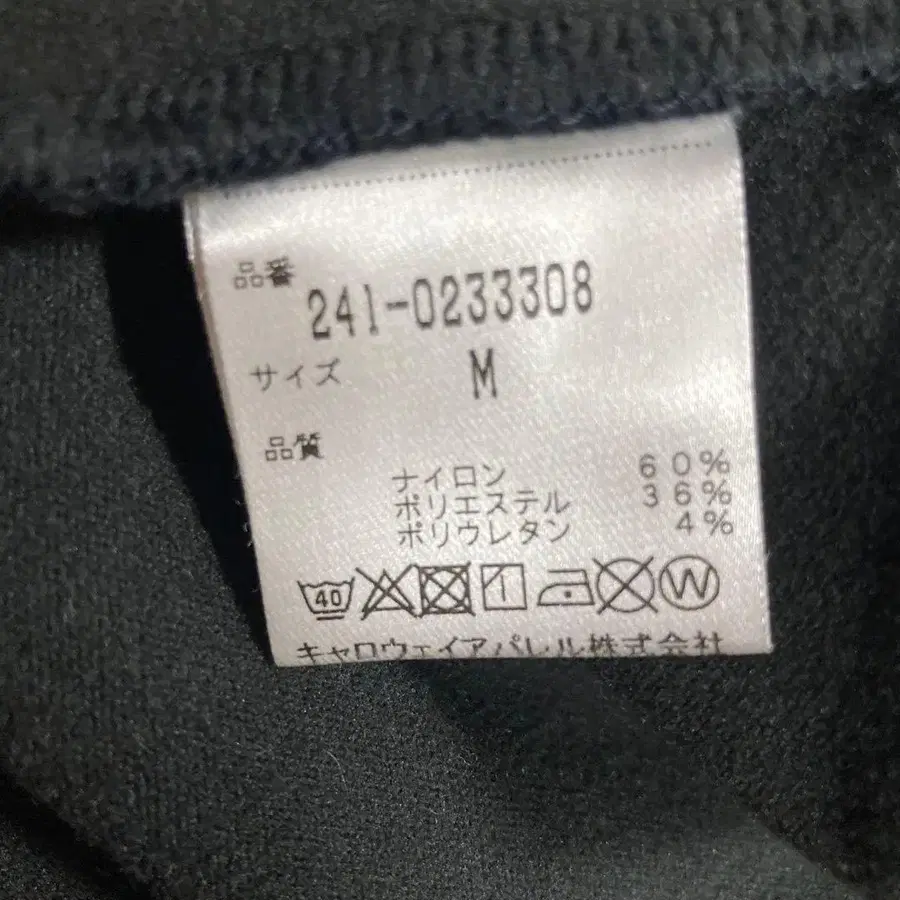 品番
241-0233308
サイズ M
品質
ナイロン 60%
ポリエステル 36%
ポリウレタン 4%
40 W
キャロウェイアパレル株式会社